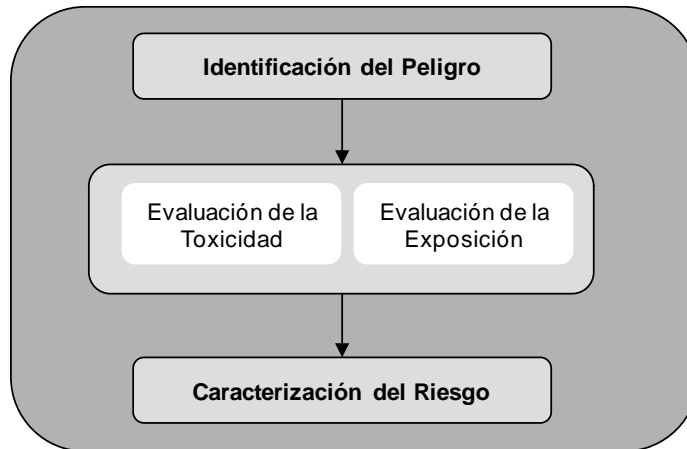 Identificación del Peligro
Evaluación de la
Toxicidad
Evaluación de la
Exposición
Caracterización del Riesgo